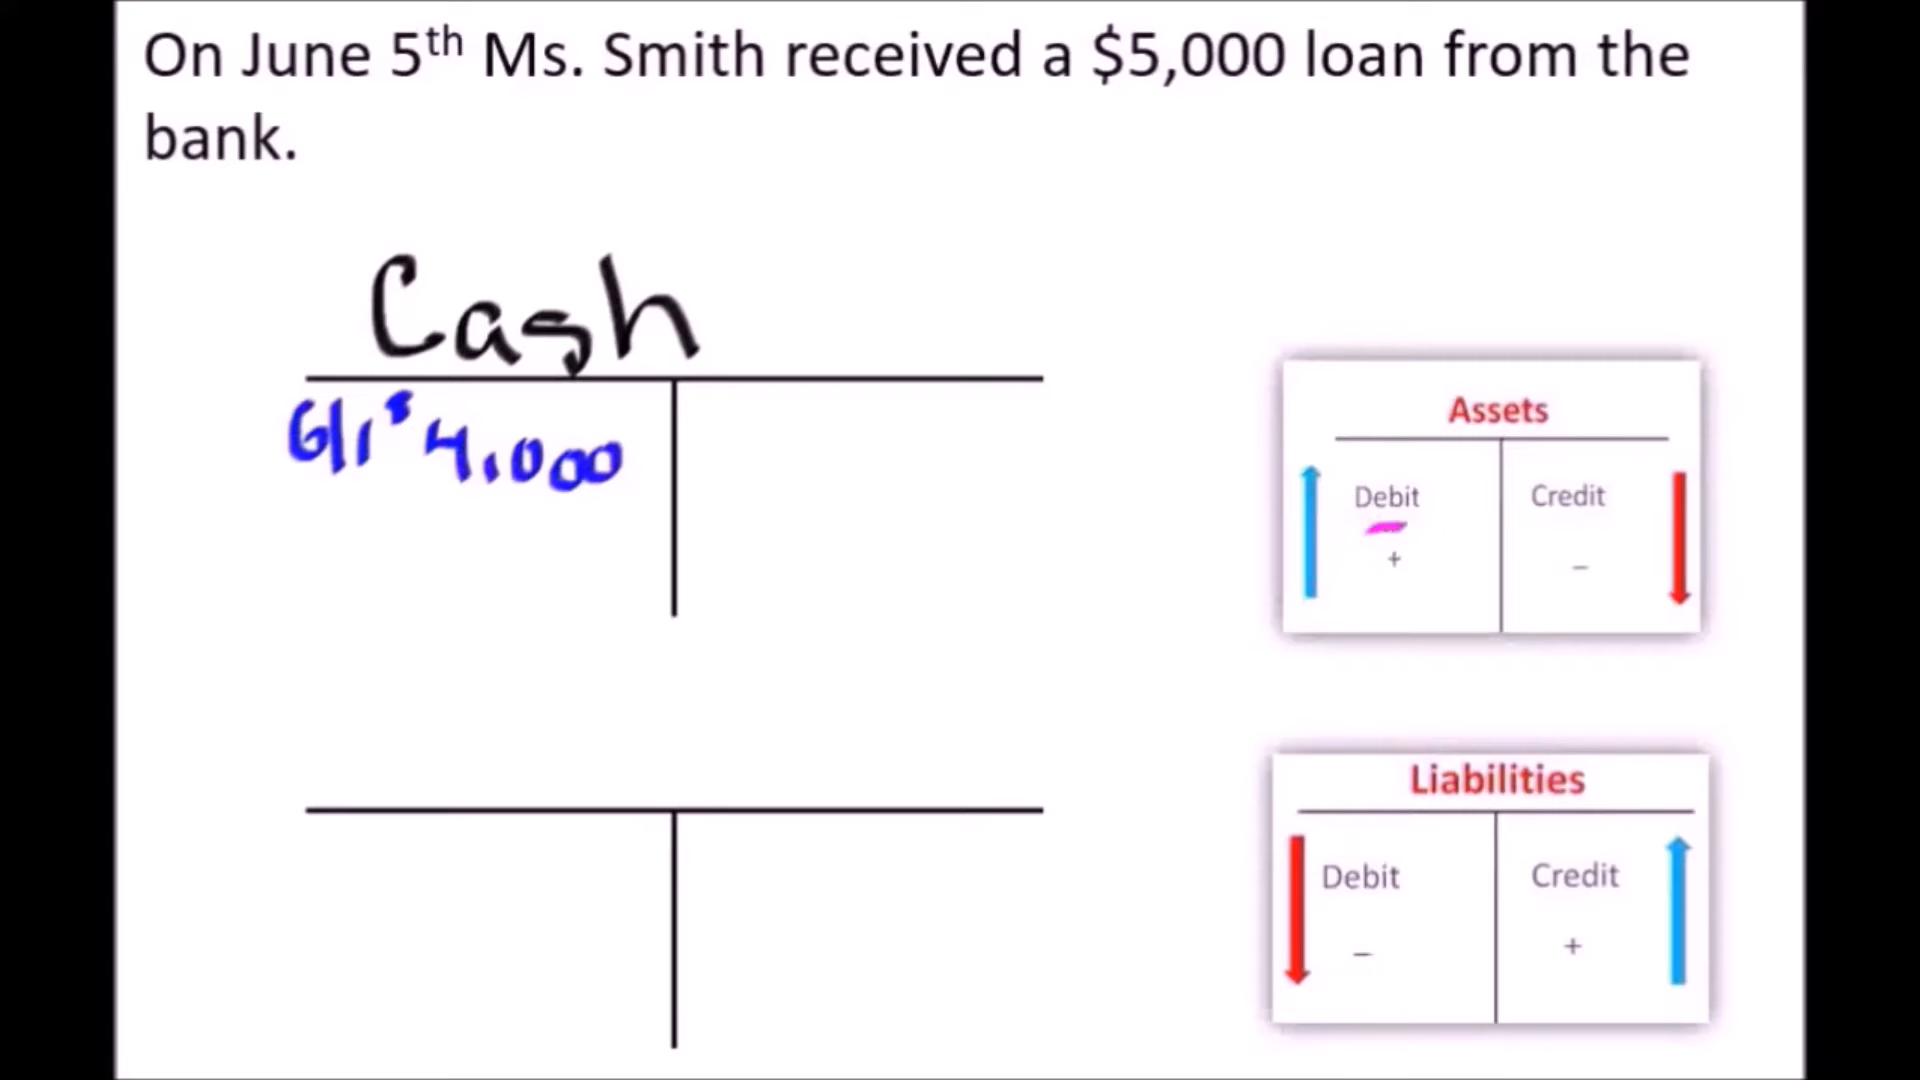 On June 5th Ms. Smith received a $5,000 loan from the
bank.
Cash
6/1 $4,000
Assets
Debit
Credit
+
–
Liabilities
Debit
Credit
–
+